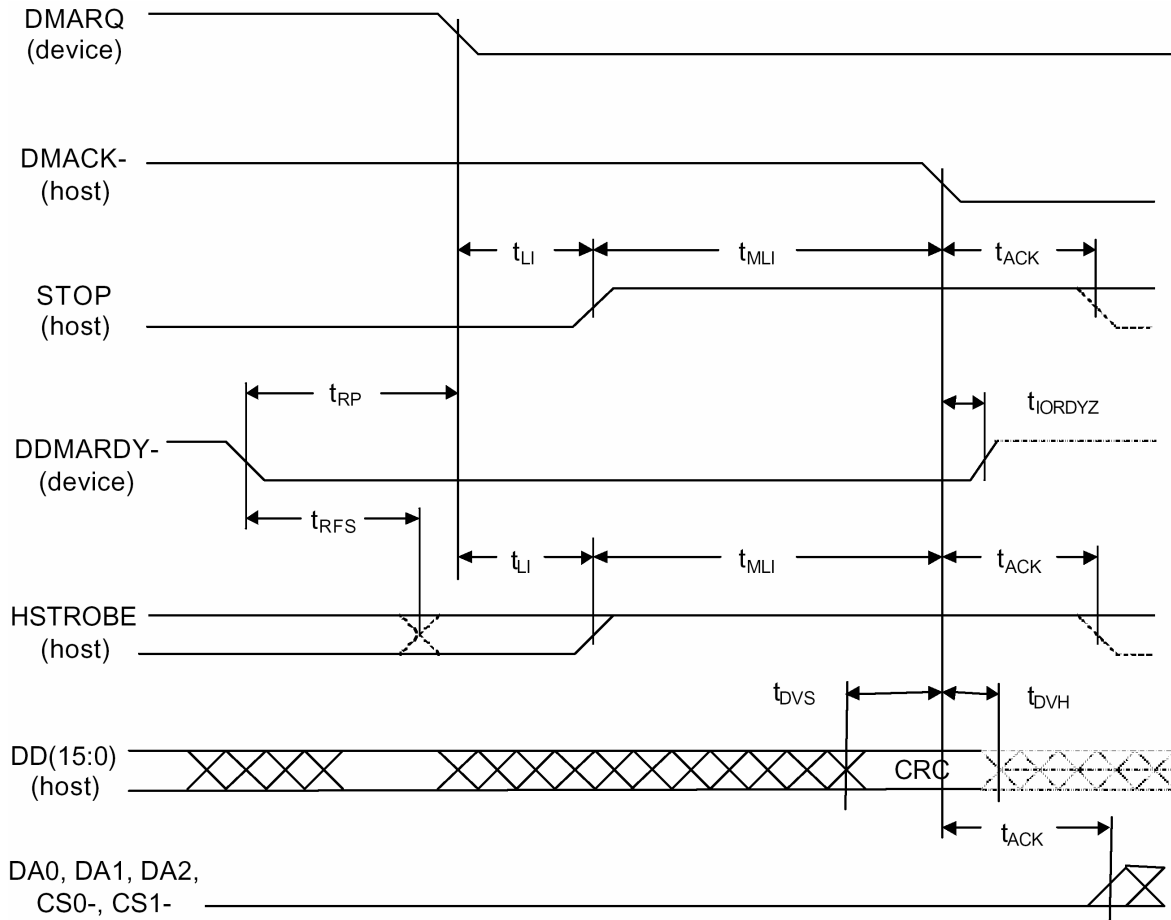 DMARQ
(device)
DMACK-
(host)
tLI
tMLI
tACK
STOP
(host)
tRP
tIORDYZ
DDMARDY-
(device)
tRFS
tLI
tMLI
tACK
HSTROBE
(host)
tDVS
tDVH
DD(15:0)
(host)
CRC
tACK
DA0, DA1, DA2,
CS0-, CS1-